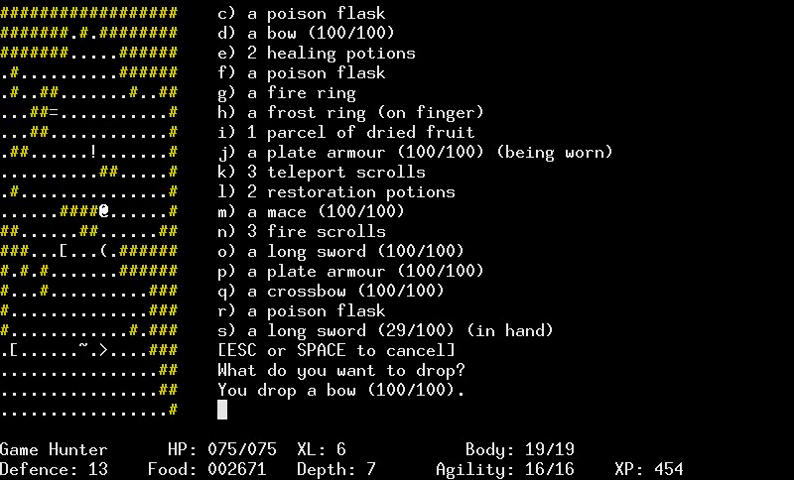 ################## c) a poison flask
#######.#.######## d) a bow (100/100)
#######.....###### e) 2 healing potions
.#..........###### f) a poison flask
.#..##.......#..## g) a fire ring
...##=...........# h) a frost ring (on finger)
...##............# i) 1 parcel of dried fruit
.##......!.......# j) a plate armour (100/100) (being worn)
..........##.....# k) 3 teleport scrolls
.#...............# l) 2 restoration potions
......####@......# m) a mace (100/100)
##......##......## n) 3 fire scrolls
###...[...(.###### o) a long sword (100/100)
#.#.#.......###### p) a plate armour (100/100)
#...#..........### q) a crossbow (100/100)
#..............### r) a poison flask
#............#.### s) a long sword (29/100) (in hand)
.[......~.>....### [ESC or SPACE to cancel]
................## What do you want to drop?
................## You drop a bow (100/100).
.................#
Game Hunter HP: 075/075 XL: 6 Body: 19/19
Defence: 13 Food: 002671 Depth: 7 Agility: 16/16 XP: 454